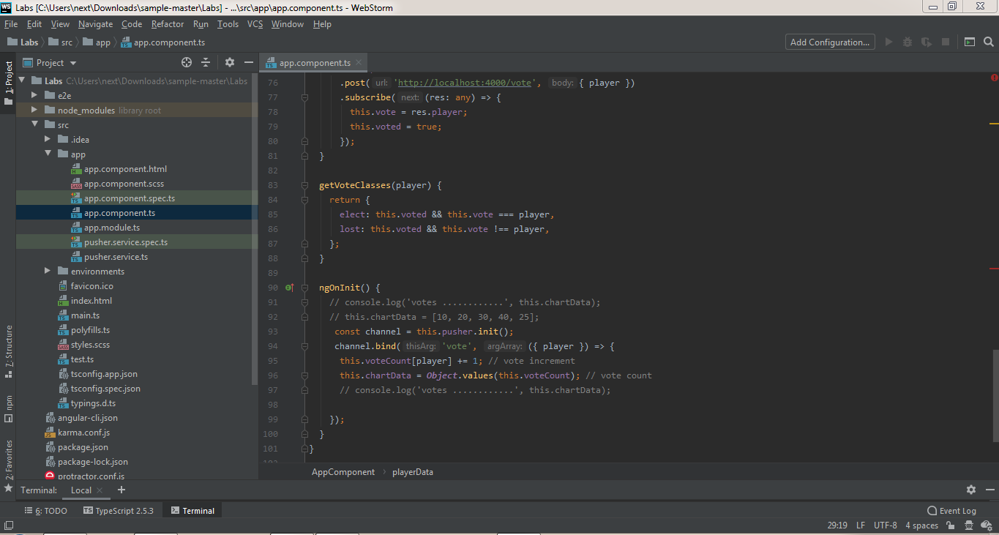 WS Labs [C:\Users\next\Downloads\sample-master\Labs] - ...\src\app\app.component.ts - WebStorm
File Edit View Navigate Code Refactor Run Tools VCS Window Help
Labs src app app.component.ts Add Configuration...
1: Project
7: Structure
npm
2: Favorites
Project
Labs C:\Users\next\Downloads\sample-master\Labs
e2e
node_modules library root
src
.idea
app
app.component.html
app.component.scss
app.component.spec.ts
app.component.ts
app.module.ts
pusher.service.spec.ts
pusher.service.ts
environments
favicon.ico
index.html
main.ts
polyfills.ts
styles.scss
test.ts
tsconfig.app.json
tsconfig.spec.json
typings.d.ts
angular-cli.json
karma.conf.js
package.json
package-lock.json
protractor.conf.js
app.component.ts
76 .post( url: 'http://localhost:4000/vote', body: { player })
77 .subscribe( next: (res: any) => {
78 this.vote = res.player;
79 this.voted = true;
80 });
81 }
82
83 getVoteClasses(player) {
84 return {
85 elect: this.voted && this.vote === player,
86 lost: this.voted && this.vote !== player,
87 };
88 }
89
90 ngOnInit() {
91 // console.log('votes ............', this.chartData);
92 // this.chartData = [10, 20, 30, 40, 25];
93 const channel = this.pusher.init();
94 channel.bind( thisArg: 'vote', argArray: ({ player }) => {
95 this.voteCount[player] += 1; // vote increment
96 this.chartData = Object.values(this.voteCount); // vote count
97 // console.log('votes ............', this.chartData);
98
99 });
100 }
101 }
AppComponent playerData
Terminal: Local
6: TODO TypeScript 2.5.3 Terminal Event Log
29:19 LF UTF-8 4 spaces